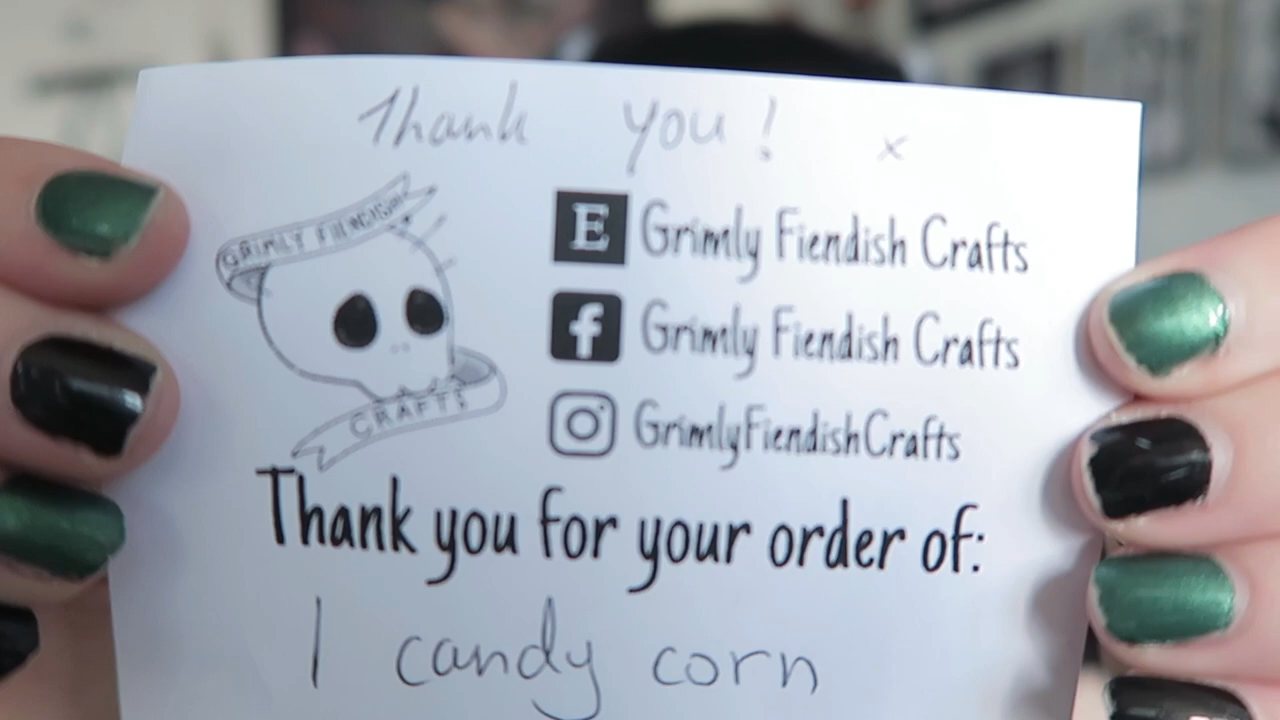 Thank you! x
GRIMLY FIENDISH
E Grimly Fiendish Crafts
f Grimly Fiendish Crafts
GrimlyFiendishCrafts
CRAFTS
Thank you for your order of:
1 candy corn